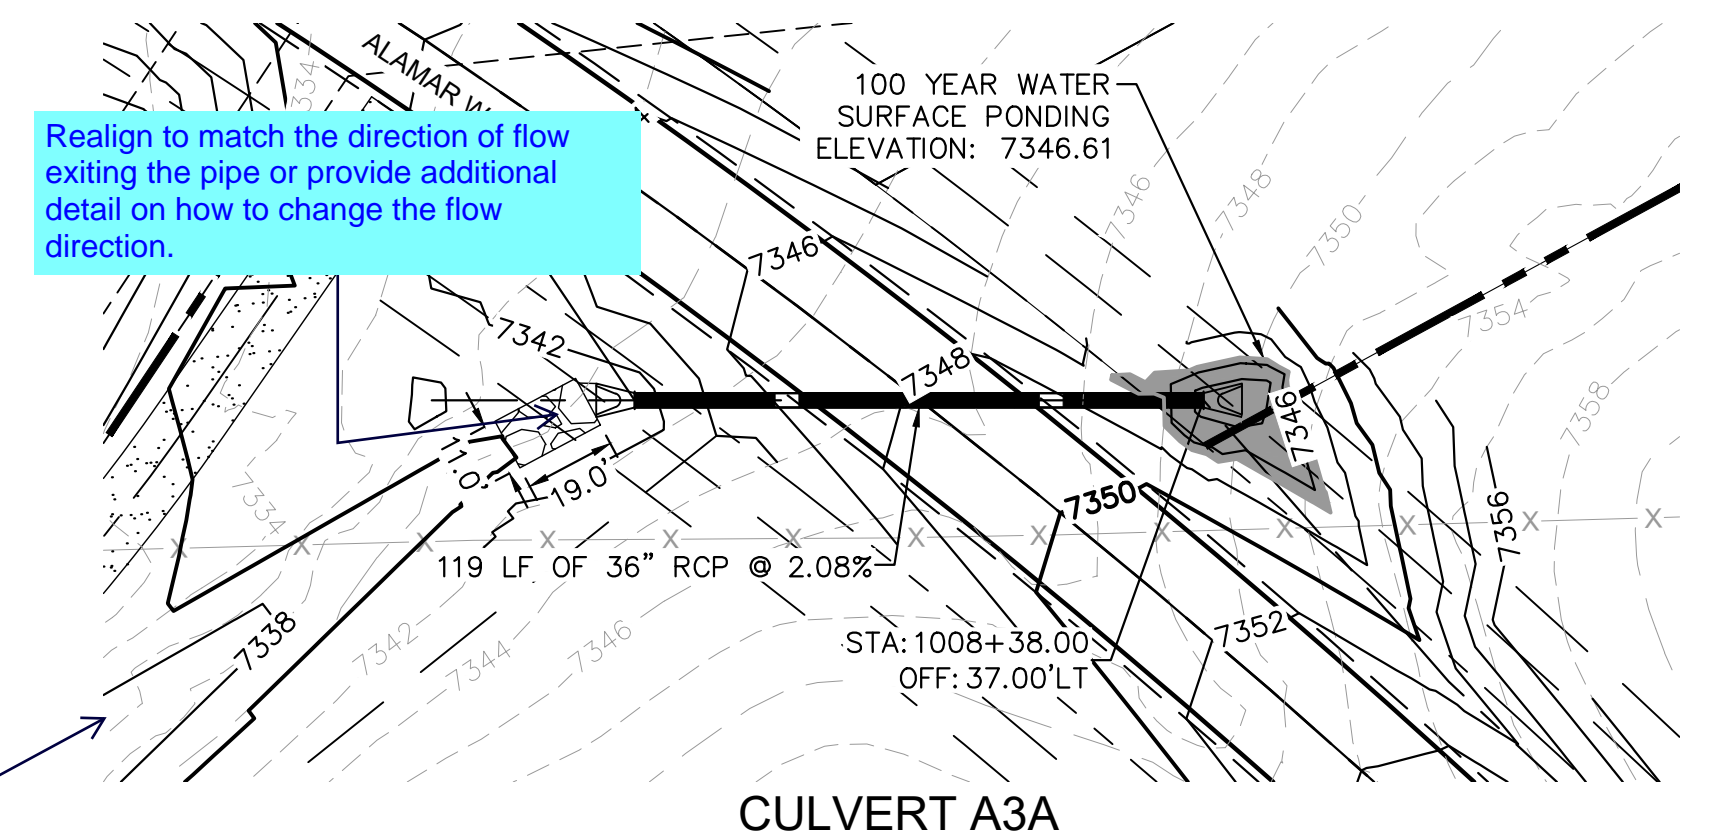 334
ALAMAR W
100 YEAR WATER
SURFACE PONDING
ELEVATION: 7346.61
Realign to match the direction of flow
exiting the pipe or provide additional
detail on how to change the flow
direction.
7346
7348
7350
7346
7354
7342
7348
7346
7358
11.0'
19.0'
7334
7350
7356
X X X X X X X X X X X X X
119 LF OF 36” RCP @ 2.08%
7338
7342
7344
7346
STA:1008+38.00
OFF:37.00'LT
7352
CULVERT A3A